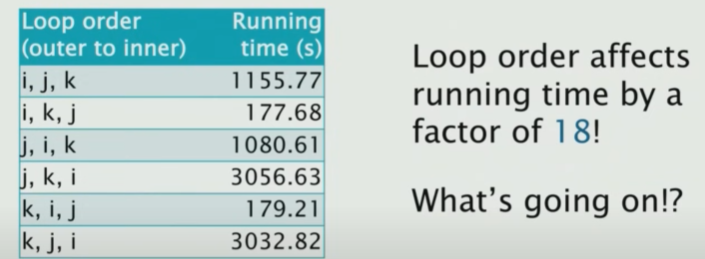 Loop order Running
(outer to inner) time (s)
i, j, k 1155.77
i, k, j 177.68
j, i, k 1080.61
j, k, i 3056.63
k, i, j 179.21
k, j, i 3032.82
Loop order affects
running time by a
factor of 18!
What's going on!?